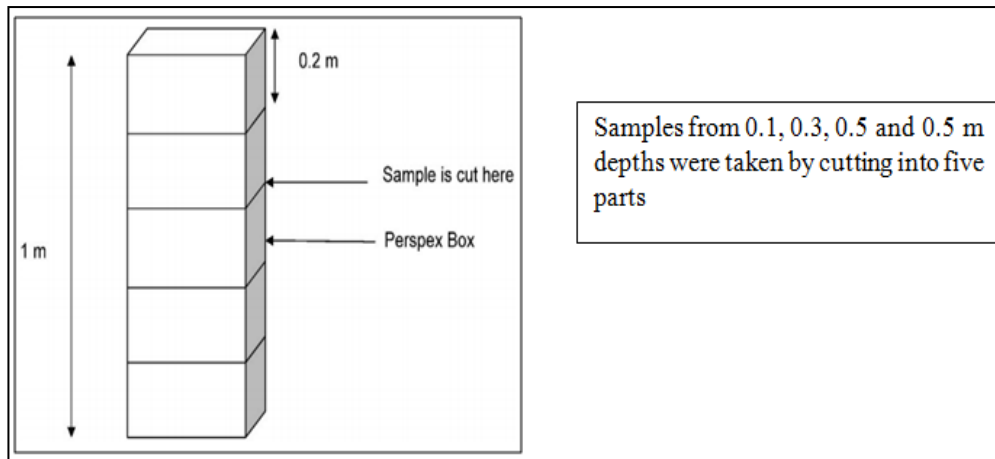 0.2 m
Sample is cut here
Perspex Box
1 m
Samples from 0.1, 0.3, 0.5 and 0.5 m
depths were taken by cutting into five
parts